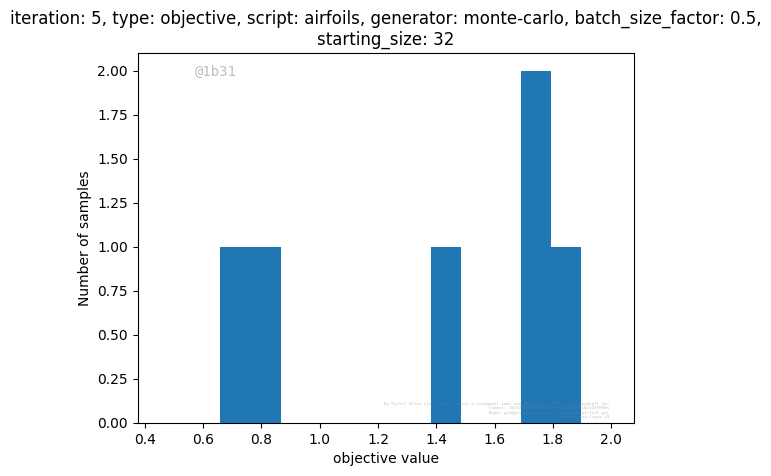 iteration: 5, type: objective, script: airfoils, generator: monte-carlo, batch_size_factor: 0.5,
starting_size: 32
@1b31
2.00
1.75
1.50
1.25
1.00
0.75
0.50
0.25
0.00
Number of samples
0.4 0.6 0.8 1.0 1.2 1.4 1.6 1.8 2.0
objective value